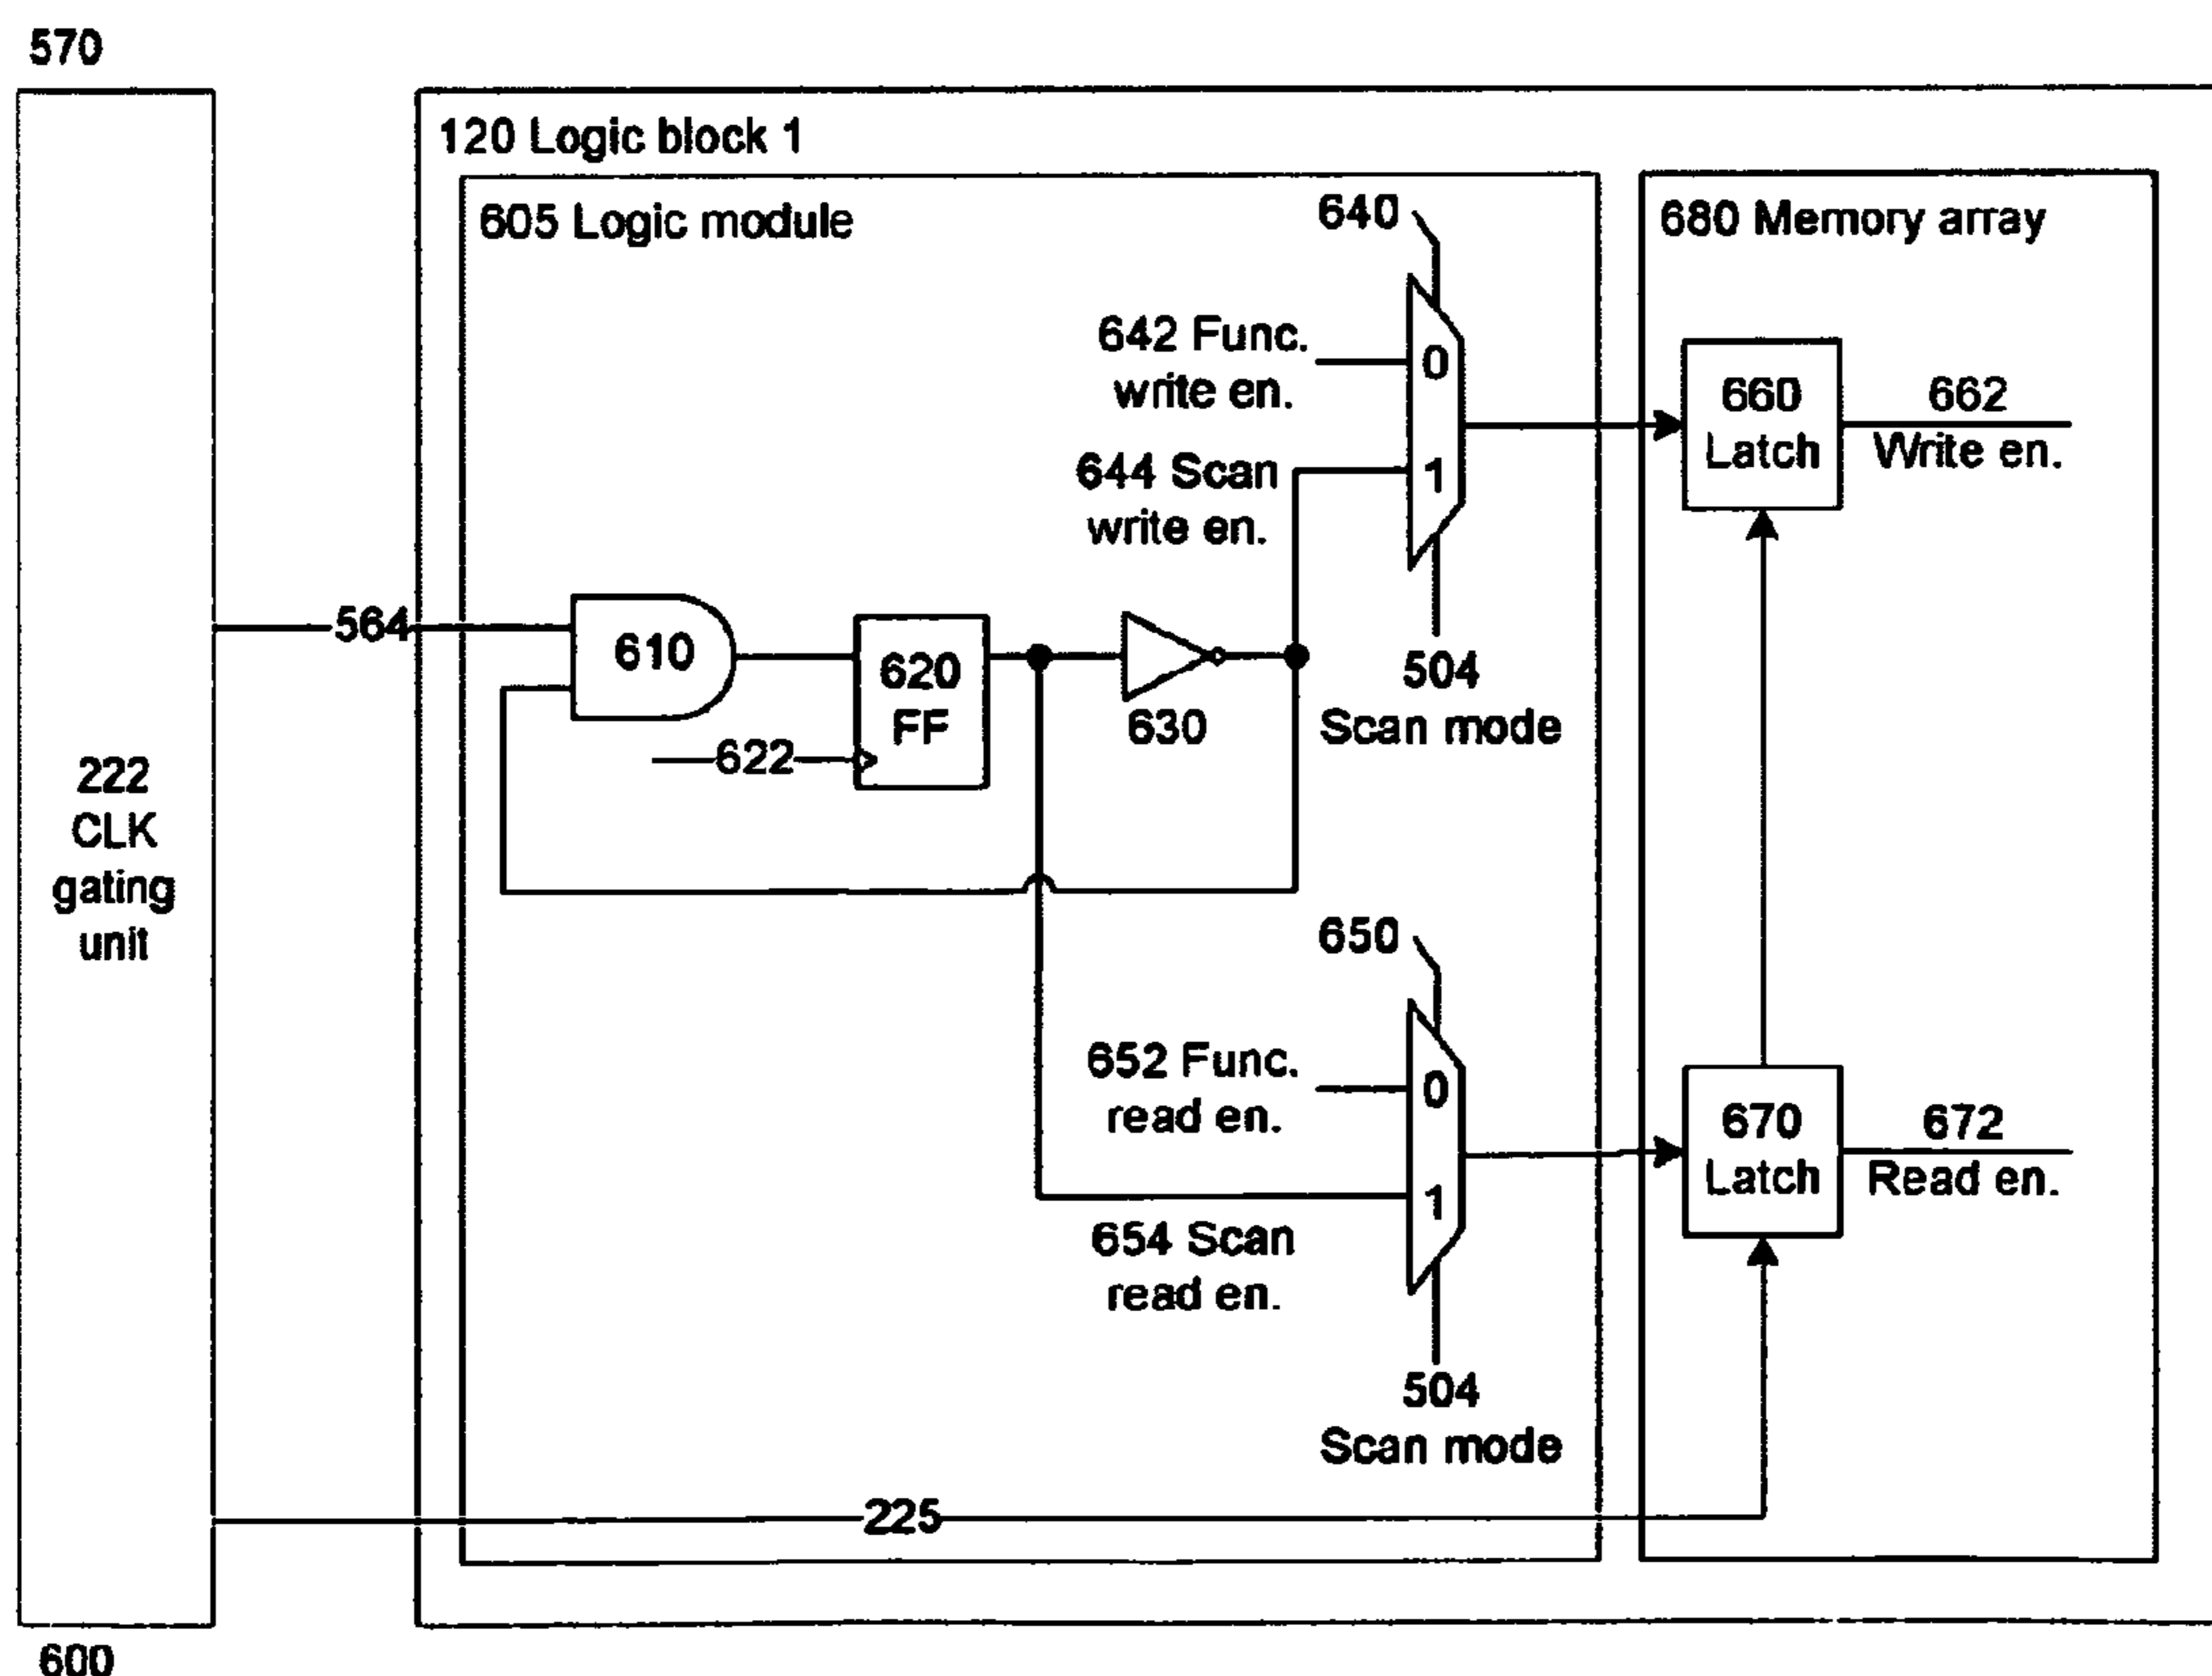 570
120 Logic block 1
605 Logic module
640
680 Memory array
642 Func.
write en.
0
660
Latch
662
Write en.
644 Scan
write en.
1
564
610
620
FF
630
504
Scan mode
622
222
CLK
gating
unit
650
652 Func.
read en.
0
670
Latch
672
Read en.
1
654 Scan
read en.
504
Scan mode
225
600